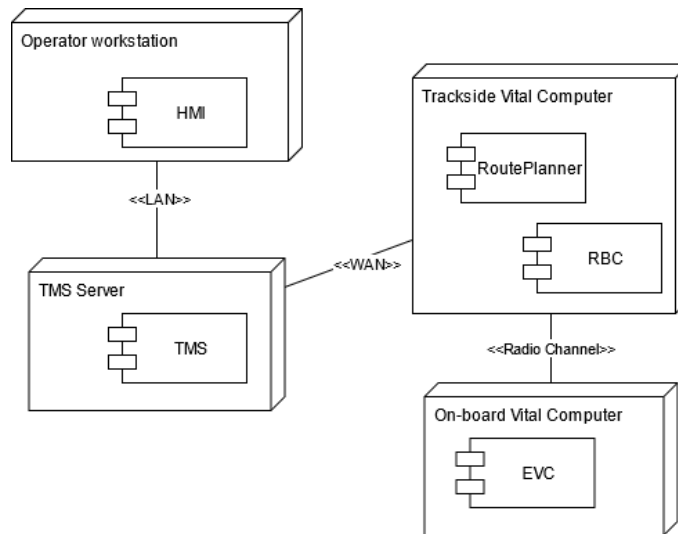 Operator workstation
HMI
<<LAN>>
TMS Server
TMS
<<WAN>>
Trackside Vital Computer
RoutePlanner
RBC
<<Radio Channel>>
On-board Vital Computer
EVC